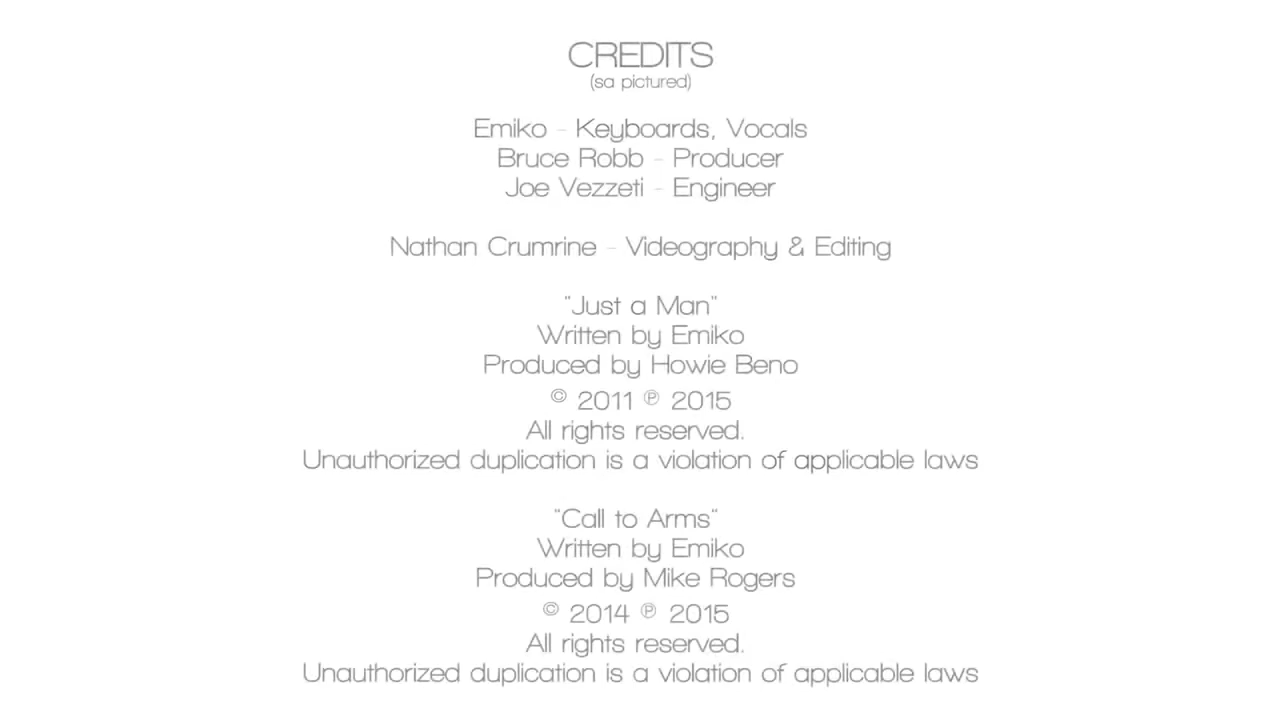 CREDITS
(sa pictured)
Emiko - Keyboards, Vocals
Bruce Robb - Producer
Joe Vezzeti - Engineer
Nathan Crumrine - Videography & Editing
"Just a Man"
Written by Emiko
Produced by Howie Beno
© 2011 ℗ 2015
All rights reserved.
Unauthorized duplication is a violation of applicable laws
"Call to Arms"
Written by Emiko
Produced by Mike Rogers
© 2014 ℗ 2015
All rights reserved.
Unauthorized duplication is a violation of applicable laws